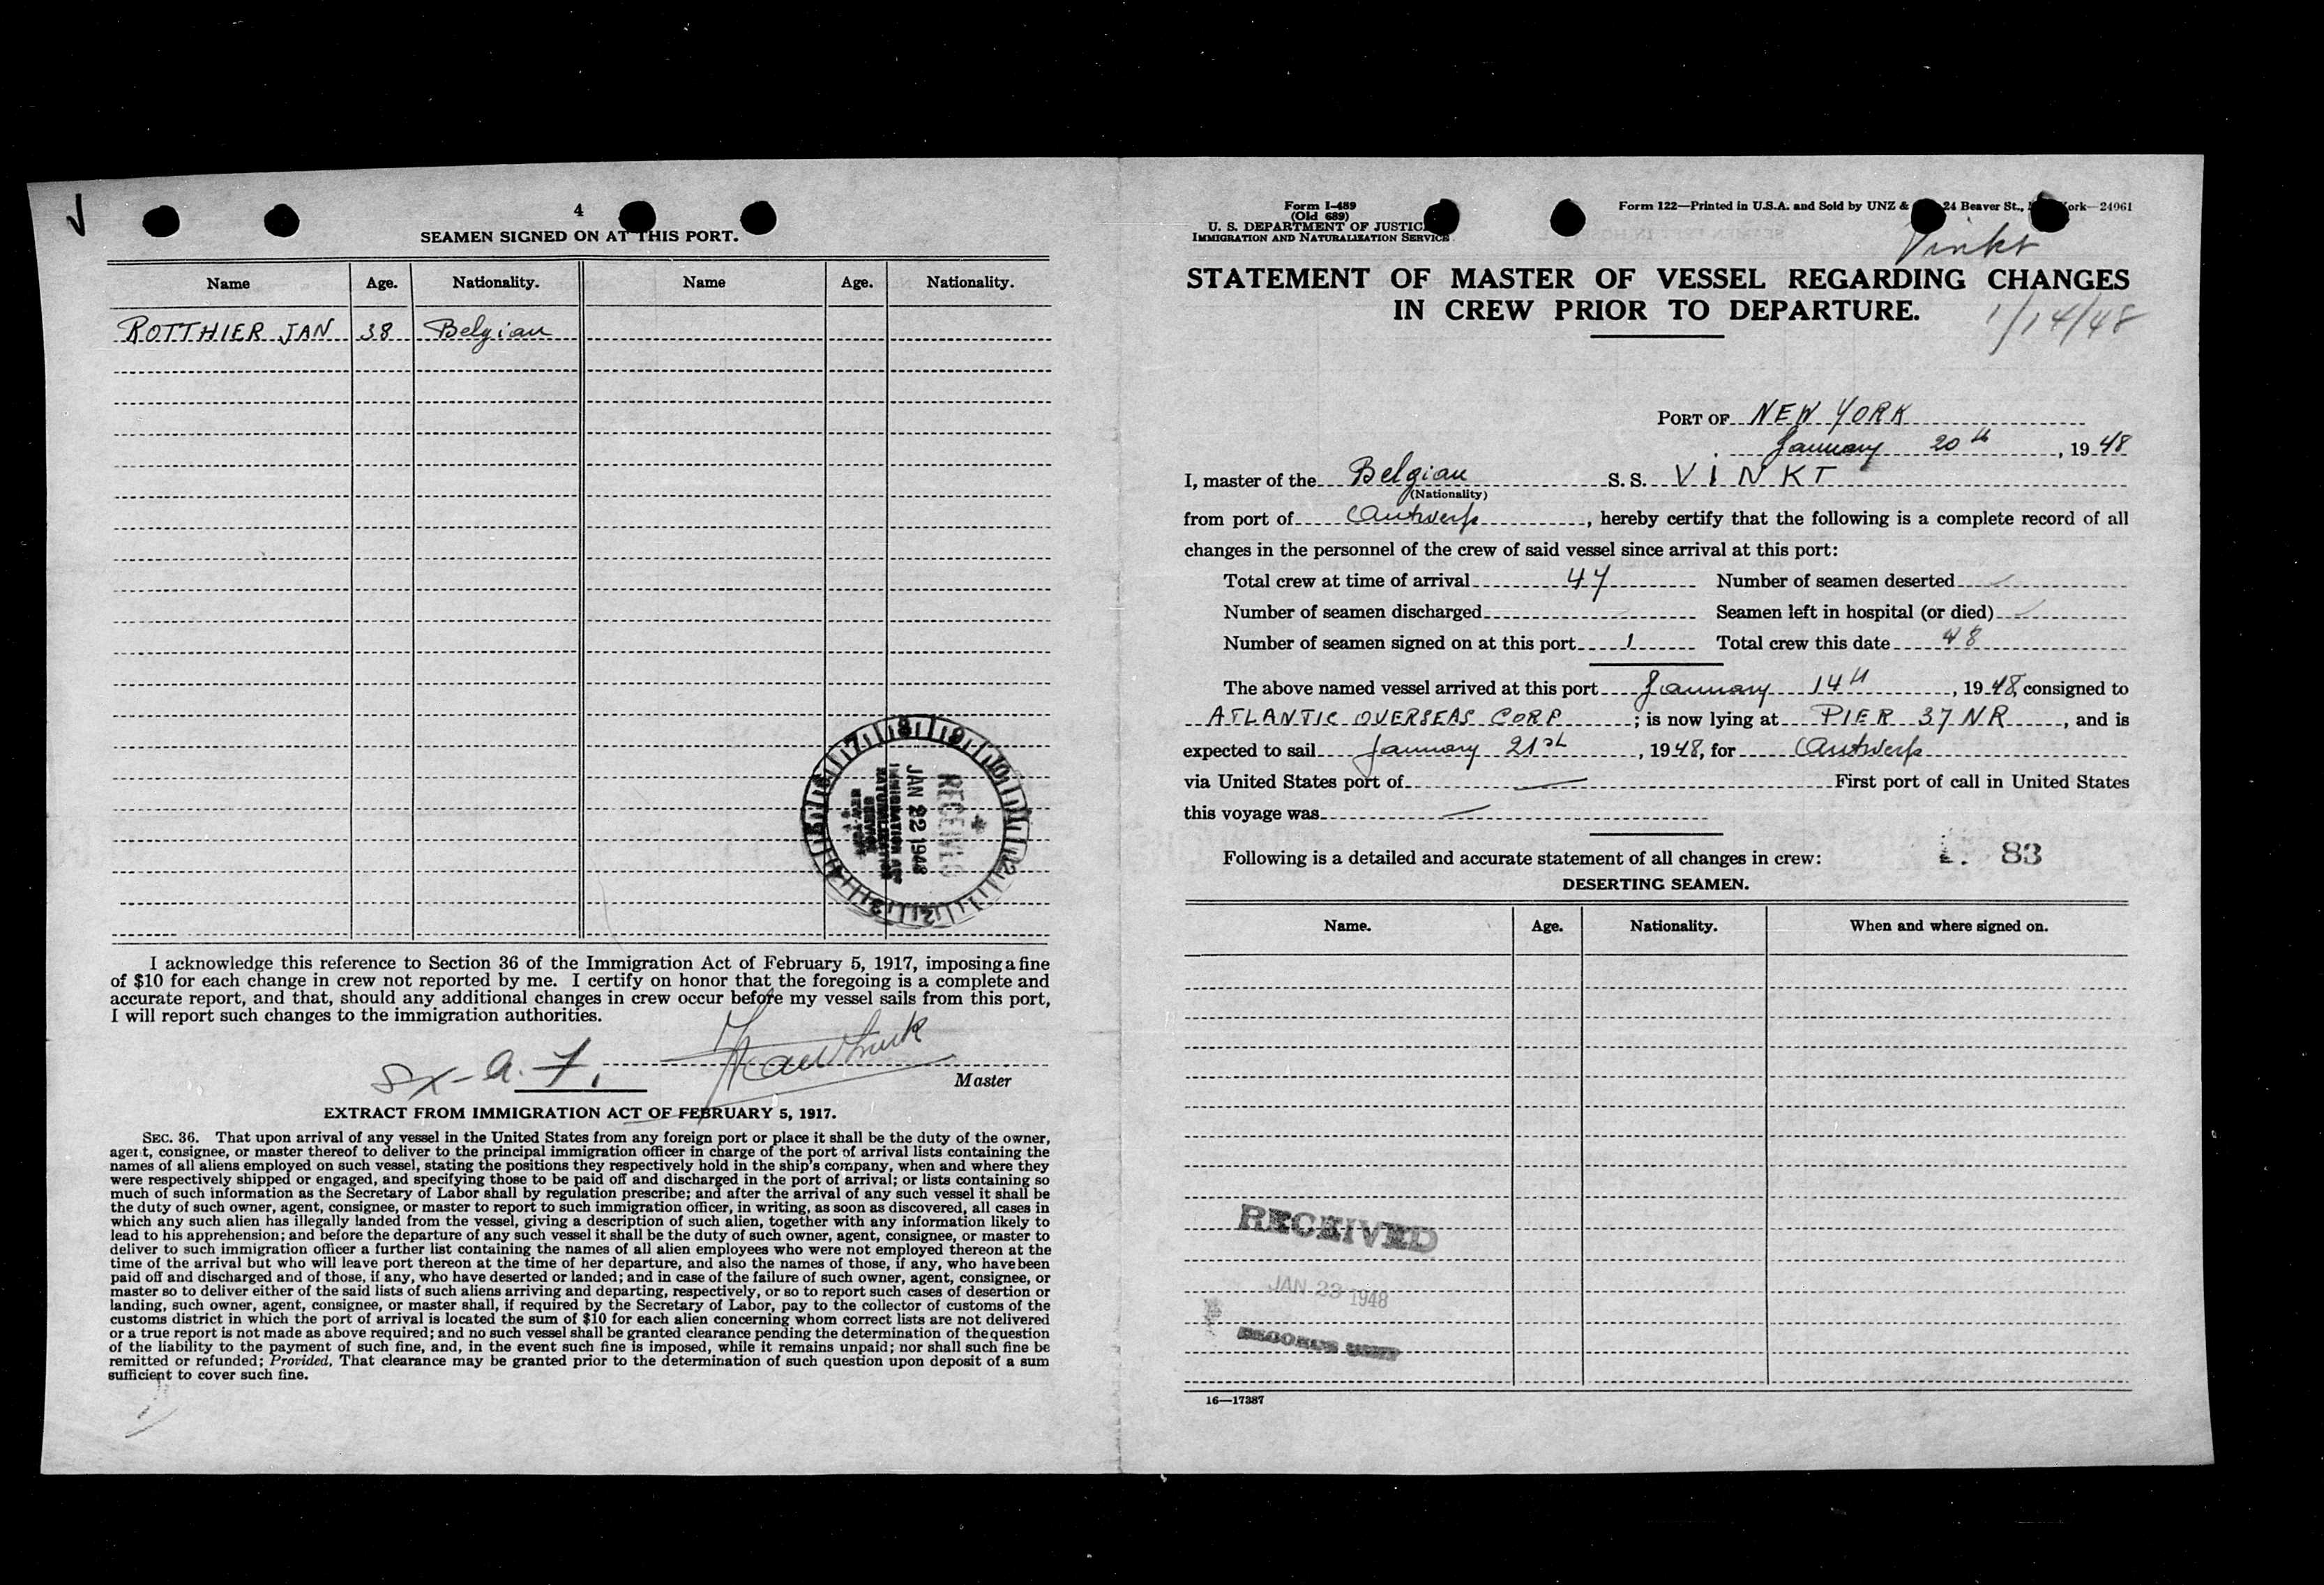 4
SEAMEN SIGNED ON AT THIS PORT.
Name Age. Nationality. Name Age. Nationality.
ROTTHIER JAN 38 Belgian
7 8 9 10 11 12 1 2 3 4 5 6
RECEIVED
JAN 22 1948
IMMIGRATION AND
NATURALIZATION
SERVICE
I acknowledge this reference to Section 36 of the Immigration Act of February 5, 1917, imposing a fine
of $10 for each change in crew not reported by me. I certify on honor that the foregoing is a complete and
accurate report, and that, should any additional changes in crew occur before my vessel sails from this port,
I will report such changes to the immigration authorities.
Master
EXTRACT FROM IMMIGRATION ACT OF FEBRUARY 5, 1917.
SEC. 36. That upon arrival of any vessel in the United States from any foreign port or place it shall be the duty of the owner,
agent, consignee, or master thereof to deliver to the principal immigration officer in charge of the port of arrival lists containing the
names of all aliens employed on such vessel, stating the positions they respectively hold in the ship's company, when and where they
were respectively shipped or engaged, and specifying those to be paid off and discharged in the port of arrival; or lists containing so
much of such information as the Secretary of Labor shall by regulation prescribe; and after the arrival of any such vessel it shall be
the duty of such owner, agent, consignee, or master to report to such immigration officer, in writing, as soon as discovered, all cases in
which any such alien has illegally landed from the vessel, giving a description of such alien, together with any information likely to
lead to his apprehension; and before the departure of any such vessel it shall be the duty of such owner, agent, consignee, or master to
deliver to such immigration officer a further list containing the names of all alien employees who were not employed thereon at the
time of the arrival but who will leave port thereon at the time of her departure, and also the names of those, if any, who have been
paid off and discharged and of those, if any, who have deserted or landed; and in case of the failure of such owner, agent, consignee, or
master so to deliver either of the said lists of such aliens arriving and departing, respectively, or so to report such cases of desertion or
landing, such owner, agent, consignee, or master shall, if required by the Secretary of Labor, pay to the collector of customs of the
customs district in which the port of arrival is located the sum of $10 for each alien concerning whom correct lists are not delivered
or a true report is not made as above required; and no such vessel shall be granted clearance pending the determination of the question
of the liability to the payment of such fine, and, in the event such fine is imposed, while it remains unpaid; nor shall such fine be
remitted or refunded; Provided, That clearance may be granted prior to the determination of such question upon deposit of a sum
sufficient to cover such fine.
Form I-489
(Old 689)
U. S. DEPARTMENT OF JUSTICE
IMMIGRATION AND NATURALIZATION SERVICE
Form 122—Printed in U.S.A. and Sold by UNZ & 24 Beaver St., York—24061
Vinkt
STATEMENT OF MASTER OF VESSEL REGARDING CHANGES
IN CREW PRIOR TO DEPARTURE.
1/14/48
PORT OF NEW YORK
January 20th, 1948
I, master of the Belgian S. S. VINKT
(Nationality)
from port of Antwerp, hereby certify that the following is a complete record of all
changes in the personnel of the crew of said vessel since arrival at this port:
Total crew at time of arrival 47 Number of seamen deserted
Number of seamen discharged Seamen left in hospital (or died)
Number of seamen signed on at this port 1 Total crew this date 48
The above named vessel arrived at this port January 14th, 1948, consigned to
ATLANTIC OVERSEAS CORP; is now lying at PIER 37 NR, and is
expected to sail January 21st, 1948, for Antwerp
via United States port of — First port of call in United States
this voyage was —
Following is a detailed and accurate statement of all changes in crew: 83
DESERTING SEAMEN.
Name. Age. Nationality. When and where signed on.
RECEIVED
JAN 23 1948
RECORDS UNIT
16—17387